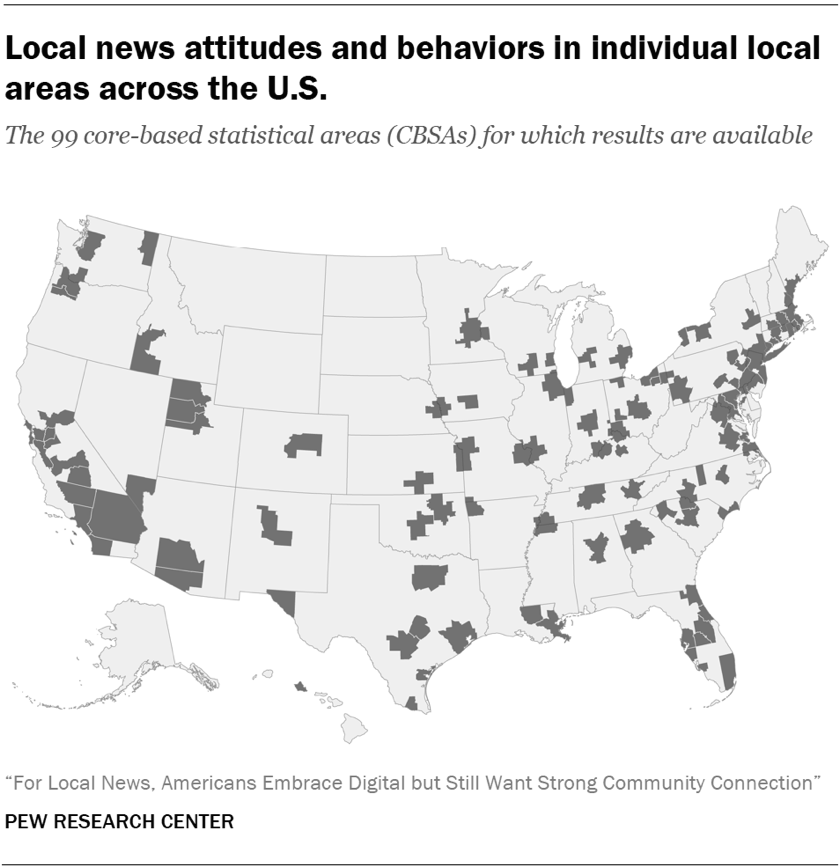 Local news attitudes and behaviors in individual local
areas across the U.S.
The 99 core-based statistical areas (CBSAs) for which results are available
“For Local News, Americans Embrace Digital but Still Want Strong Community Connection”
PEW RESEARCH CENTER